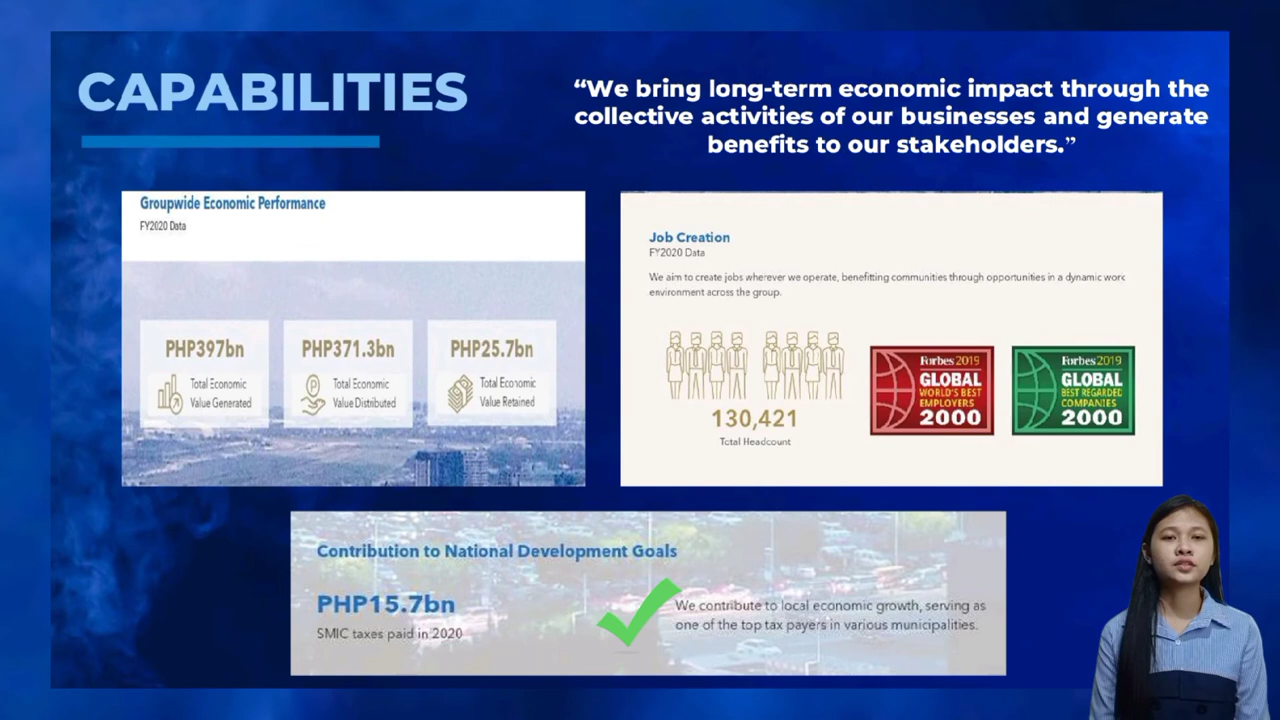 CAPABILITIES
“We bring long-term economic impact through the
collective activities of our businesses and generate
benefits to our stakeholders.”
Groupwide Economic Performance
FY2020 Data
PHP397bn
Total Economic
Value Generated
PHP371.3bn
Total Economic
Value Distributed
PHP25.7bn
Total Economic
Value Retained
Job Creation
FY2020 Data
We aim to create jobs wherever we operate, benefitting communities through opportunities in a dynamic work
environment across the group.
130,421
Total Headcount
Forbes 2019
GLOBAL
WORLD'S BEST
EMPLOYERS
2000
Forbes 2019
GLOBAL
BEST REGARDED
COMPANIES
2000
Contribution to National Development Goals
PHP15.7bn
SMIC taxes paid in 2020
We contribute to local economic growth, serving as
one of the top tax payers in various municipalities.